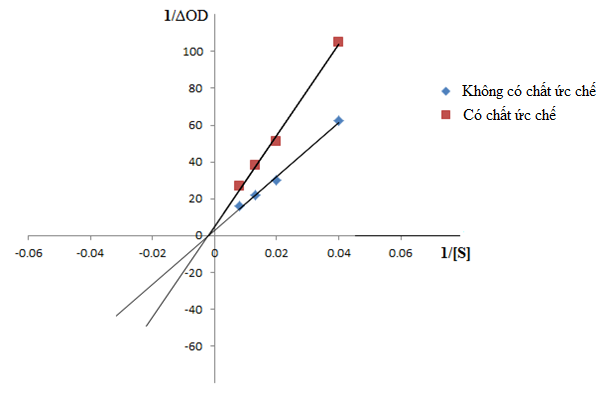 1/ΔOD
100
80
60
40
20
0
-20
-40
-60
-0.06 -0.04 -0.02 0 0.02 0.04 0.06
1/[S]
Không có chất ức chế
Có chất ức chế